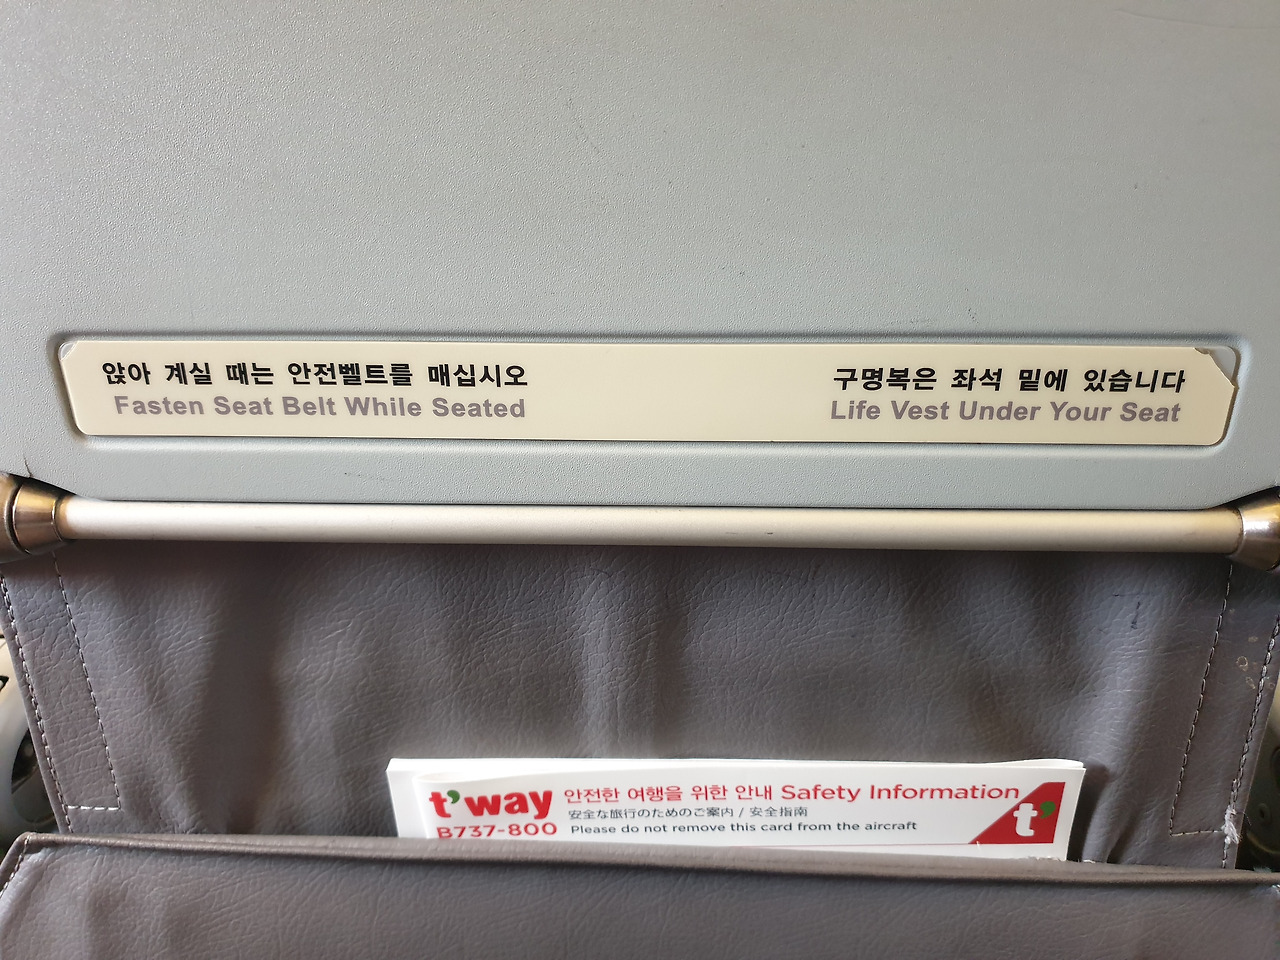 앉아 계실 때는 안전벨트를 매십시오
Fasten Seat Belt While Seated
구명복은 좌석 밑에 있습니다
Life Vest Under Your Seat
t'way 안전한 여행을 위한 안내 Safety Information
安全な旅行のためのご案内 / 安全指南
B737-800 Please do not remove this card from the aircraft
t'